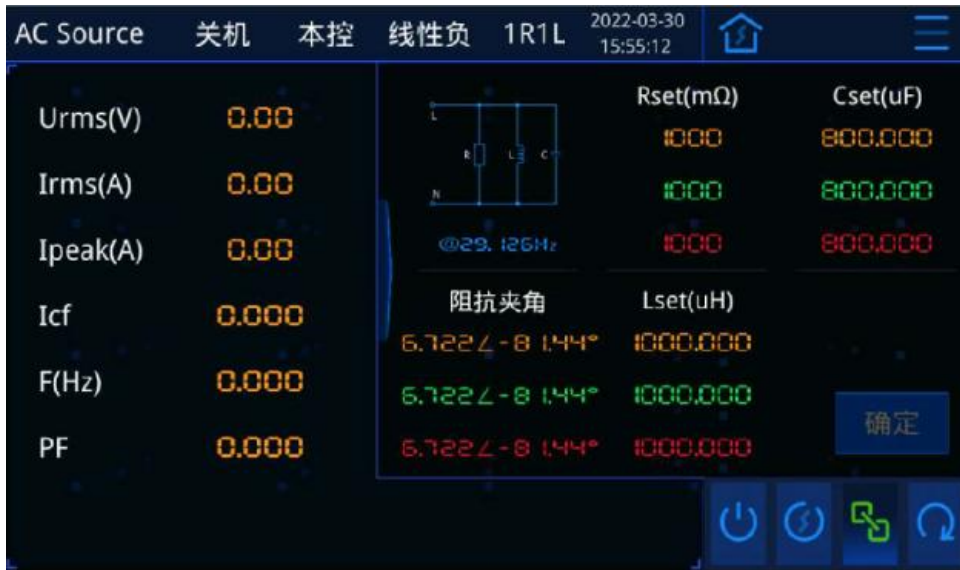 AC Source 关机 本控 线性负 1R1L 2022-03-30
15:55:12
Urms(V) 0.00
Irms(A) 0.00
Ipeak(A) 0.00
Icf 0.000
F(Hz) 0.000
PF 0.000
L
R L C
N
@29.126Hz
Rset(mΩ) Cset(uF)
1000 800.000
1000 800.000
1000 800.000
阻抗夹角 Lset(uH)
6.722∠-81.44° 1000.000
6.722∠-81.44° 1000.000
6.722∠-81.44° 1000.000
确定